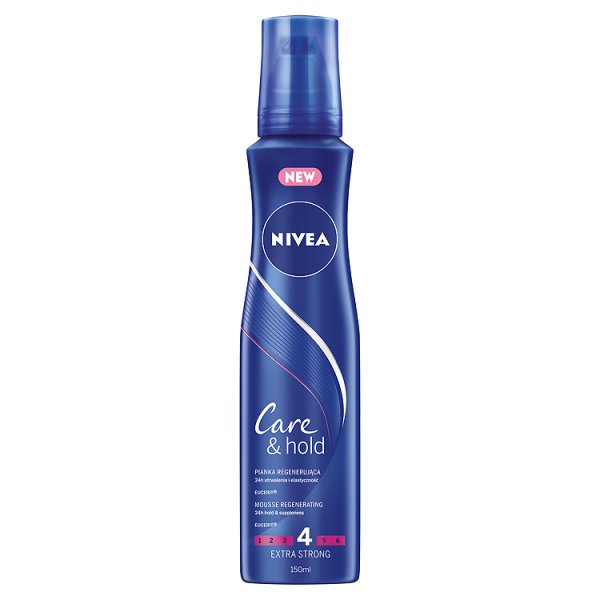 NEW
NIVEA
Care
& hold
PIANKA REGENERUJĄCA
24h utrwalenia i elastyczność
EUCERIT®
MOUSSE REGENERATING
24h hold & suppleness
EUCERIT®
1 2 3 4 5 6
EXTRA STRONG
150ml